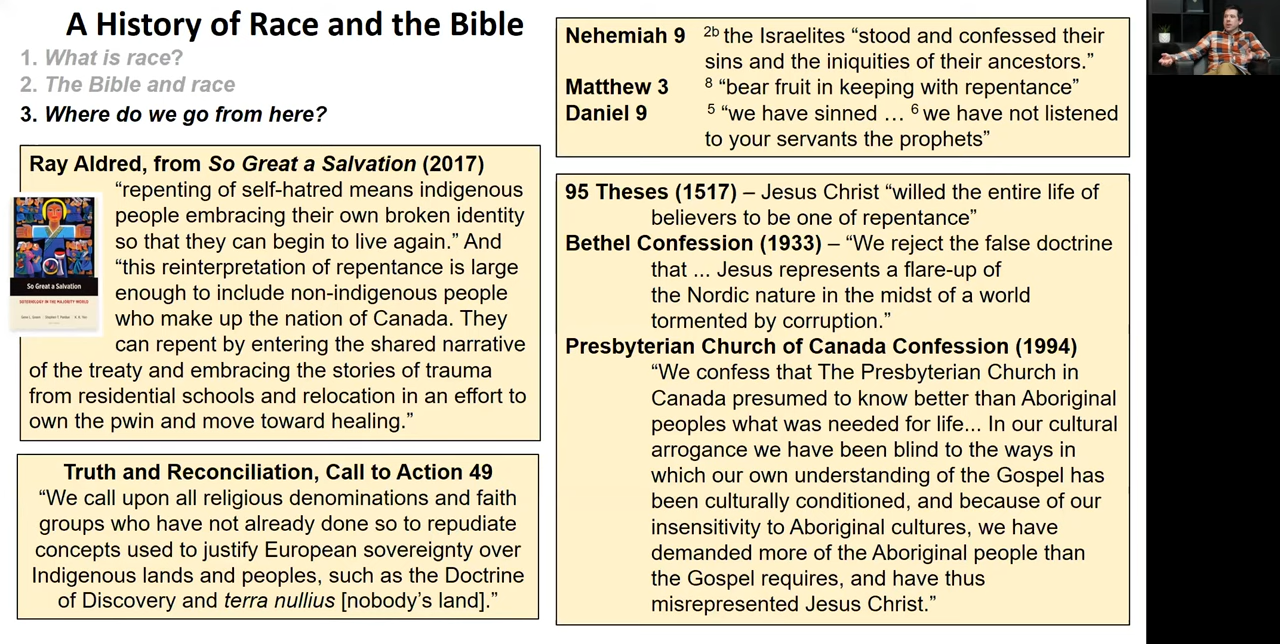 A History of Race and the Bible
1. What is race?
2. The Bible and race
3. Where do we go from here?
Ray Aldred, from So Great a Salvation (2017)
“repenting of self-hatred means indigenous
people embracing their own broken identity
so that they can begin to live again.” And
“this reinterpretation of repentance is large
enough to include non-indigenous people
who make up the nation of Canada. They
can repent by entering the shared narrative
of the treaty and embracing the stories of trauma
from residential schools and relocation in an effort to
own the pwin and move toward healing.”
So Great a Salvation
SOTERIOLOGY IN THE MAJORITY WORLD
Truth and Reconciliation, Call to Action 49
“We call upon all religious denominations and faith
groups who have not already done so to repudiate
concepts used to justify European sovereignty over
Indigenous lands and peoples, such as the Doctrine
of Discovery and terra nullius [nobody’s land].”
Nehemiah 9 2b the Israelites “stood and confessed their
sins and the iniquities of their ancestors.”
Matthew 3 8 “bear fruit in keeping with repentance”
Daniel 9 5 “we have sinned … 6 we have not listened
to your servants the prophets”
95 Theses (1517) – Jesus Christ “willed the entire life of
believers to be one of repentance”
Bethel Confession (1933) – “We reject the false doctrine
that ... Jesus represents a flare-up of
the Nordic nature in the midst of a world
tormented by corruption.”
Presbyterian Church of Canada Confession (1994)
“We confess that The Presbyterian Church in
Canada presumed to know better than Aboriginal
peoples what was needed for life... In our cultural
arrogance we have been blind to the ways in
which our own understanding of the Gospel has
been culturally conditioned, and because of our
insensitivity to Aboriginal cultures, we have
demanded more of the Aboriginal people than
the Gospel requires, and have thus
misrepresented Jesus Christ.”